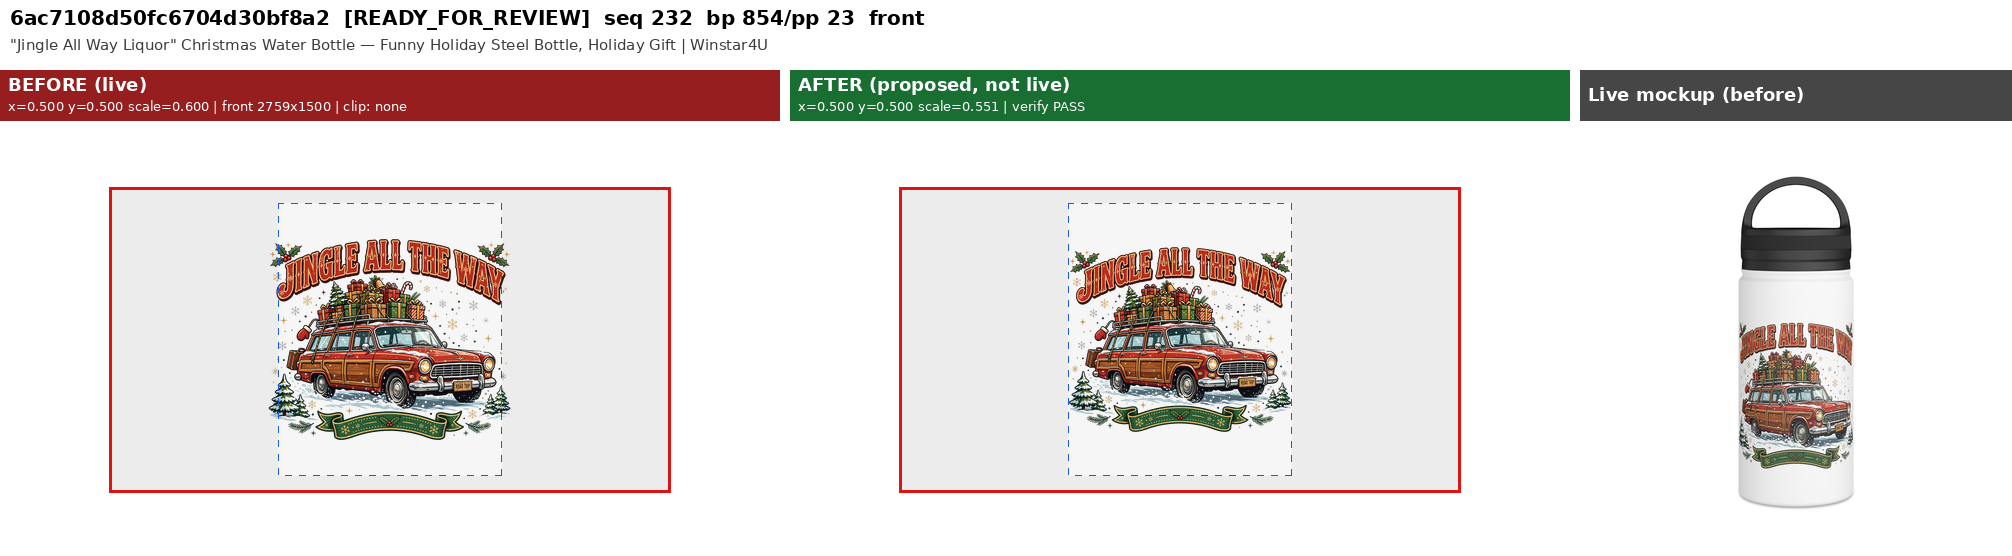 6ac7108d50fc6704d30bf8a2 [READY_FOR_REVIEW] seq 232 bp 854/pp 23 front
"Jingle All Way Liquor" Christmas Water Bottle — Funny Holiday Steel Bottle, Holiday Gift | Winstar4U
BEFORE (live)
x=0.500 y=0.500 scale=0.600 | front 2759x1500 | clip: none
AFTER (proposed, not live)
x=0.500 y=0.500 scale=0.551 | verify PASS
Live mockup (before)
JINGLE ALL THE WAY
JINGLE ALL THE WAY
JINGLE ALL THE WAY